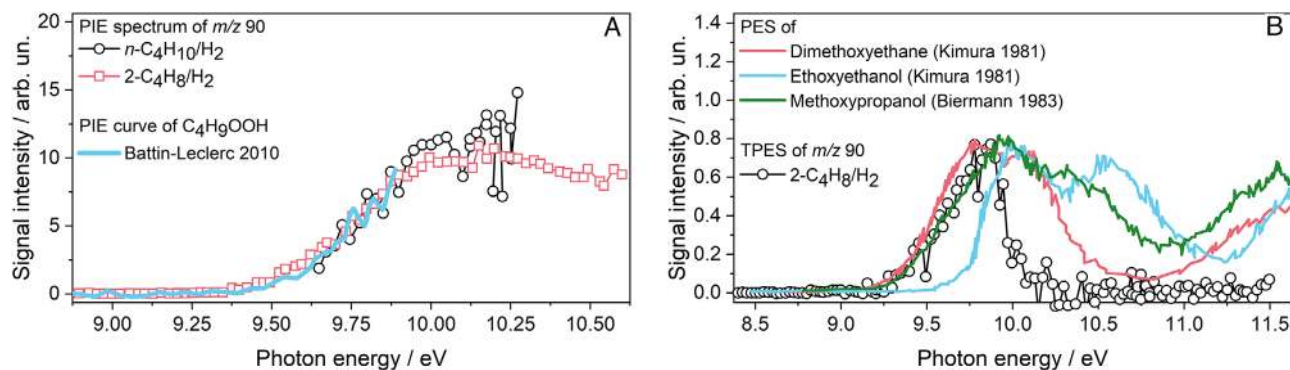 A
PIE spectrum of m/z 90
n-C₄H₁₀/H₂
2-C₄H₈/H₂
PIE curve of C₄H₉OOH
Battin-Leclerc 2010
Signal intensity / arb. un.
20
15
10
5
0
9.00 9.25 9.50 9.75 10.00 10.25 10.50
Photon energy / eV
B
PES of
Dimethoxyethane (Kimura 1981)
Ethoxyethanol (Kimura 1981)
Methoxypropanol (Biermann 1983)
TPES of m/z 90
2-C₄H₈/H₂
Signal intensity / arb. un.
1.4
1.2
1.0
0.8
0.6
0.4
0.2
0.0
8.5 9.0 9.5 10.0 10.5 11.0 11.5
Photon energy / eV